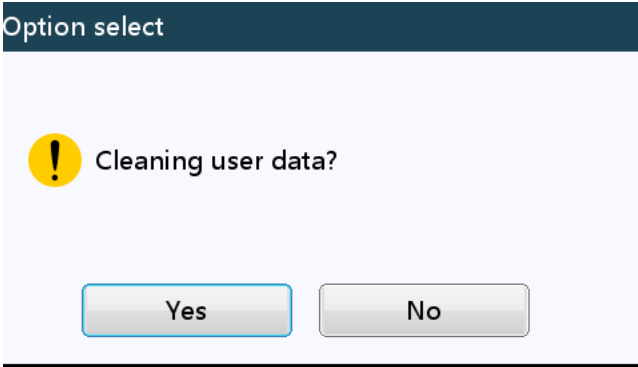 Option select
Cleaning user data?
Yes
No